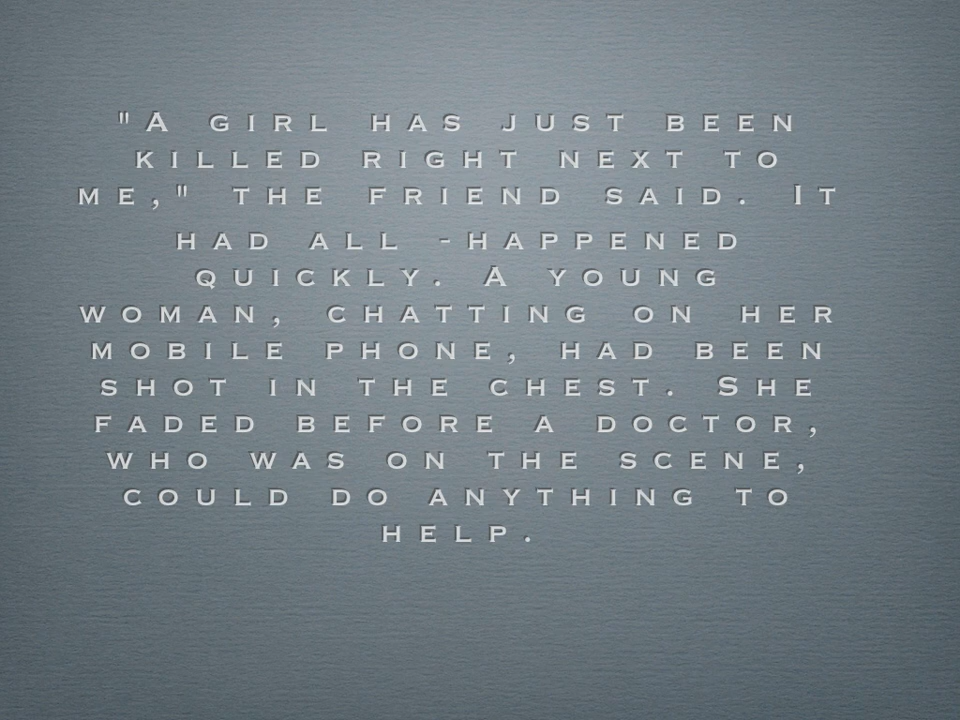 "A girl has just been
killed right next to
me," the friend said. It
had all -happened
quickly. A young
woman, chatting on her
mobile phone, had been
shot in the chest. She
faded before a doctor,
who was on the scene,
could do anything to
help.